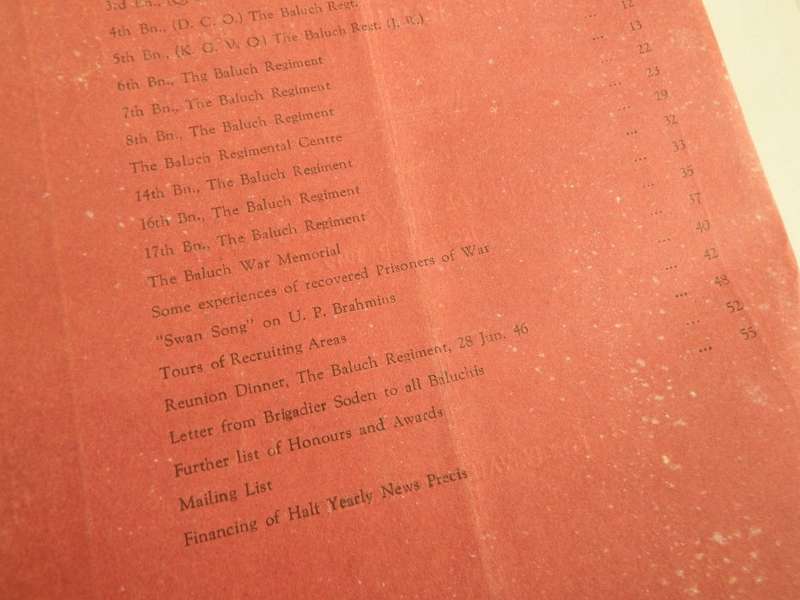 3rd Bn.,
4th Bn., (D. C. O.) The Baluch Regt.
5th Bn., (K. G. V. O) The Baluch Regt. (J. R.)
6th Bn., Thg Baluch Regiment
7th Bn., The Baluch Regiment
8th Bn., The Baluch Regiment ... 12
The Baluch Regimental Centre ... 13
14th Bn., The Baluch Regiment ... 22
16th Bn., The Baluch Regiment ... 23
17th Bn., The Baluch Regiment ... 29
The Baluch War Memorial ... 32
Some experiences of recovered Prisoners of War ... 33
"Swan Song" on U. P. Brahmins ... 35
Tours of Recruiting Areas ... 37
Reunion Dinner, The Baluch Regiment, 28 Jun. 46 ... 40
Letter from Brigadier Soden to all Baluchis ... 42
Further list of Honours and Awards ... 48
Mailing List ... 52
Financing of Half Yearly News Precis ... 55